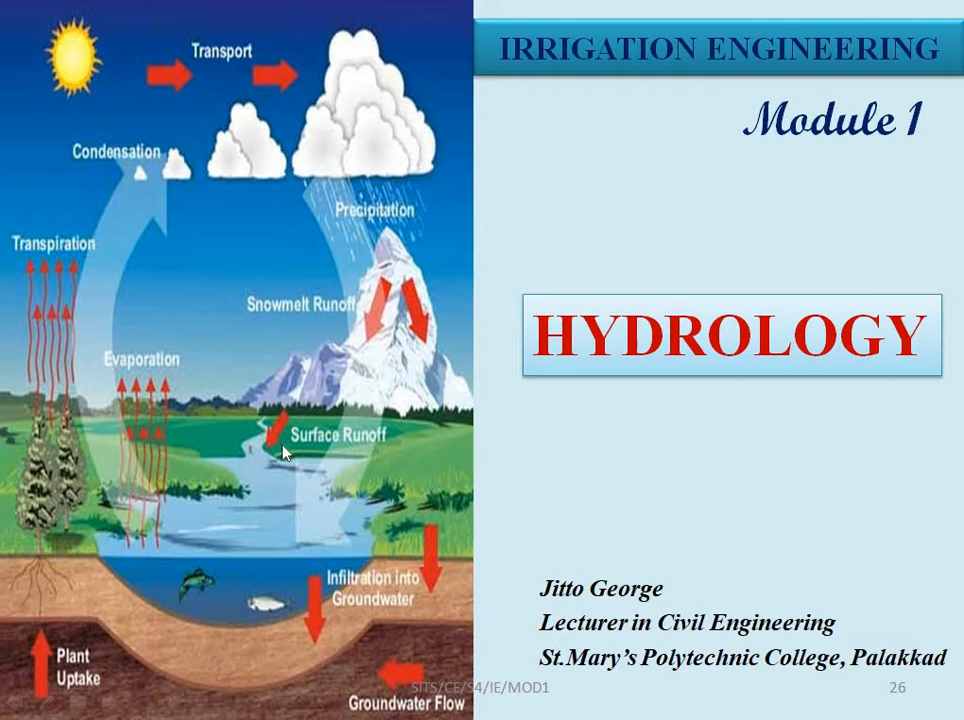 Transport
Condensation
Precipitation
Transpiration
Snowmelt Runoff
Evaporation
Surface Runoff
Infiltration into
Groundwater
Plant
Uptake
Groundwater Flow
IRRIGATION ENGINEERING
Module 1
HYDROLOGY
Jitto George
Lecturer in Civil Engineering
St.Mary's Polytechnic College, Palakkad
SITS/CE/S4/IE/MOD1
26